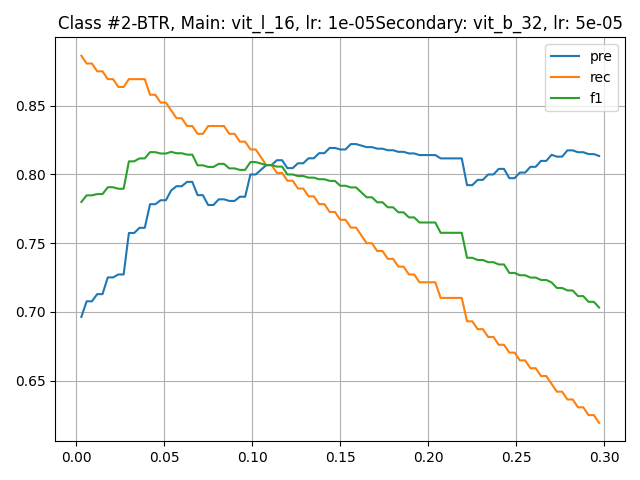 Class #2-BTR, Main: vit_l_16, lr: 1e-05Secondary: vit_b_32, lr: 5e-05
pre
rec
f1
0.85
0.80
0.75
0.70
0.65
0.00 0.05 0.10 0.15 0.20 0.25 0.30